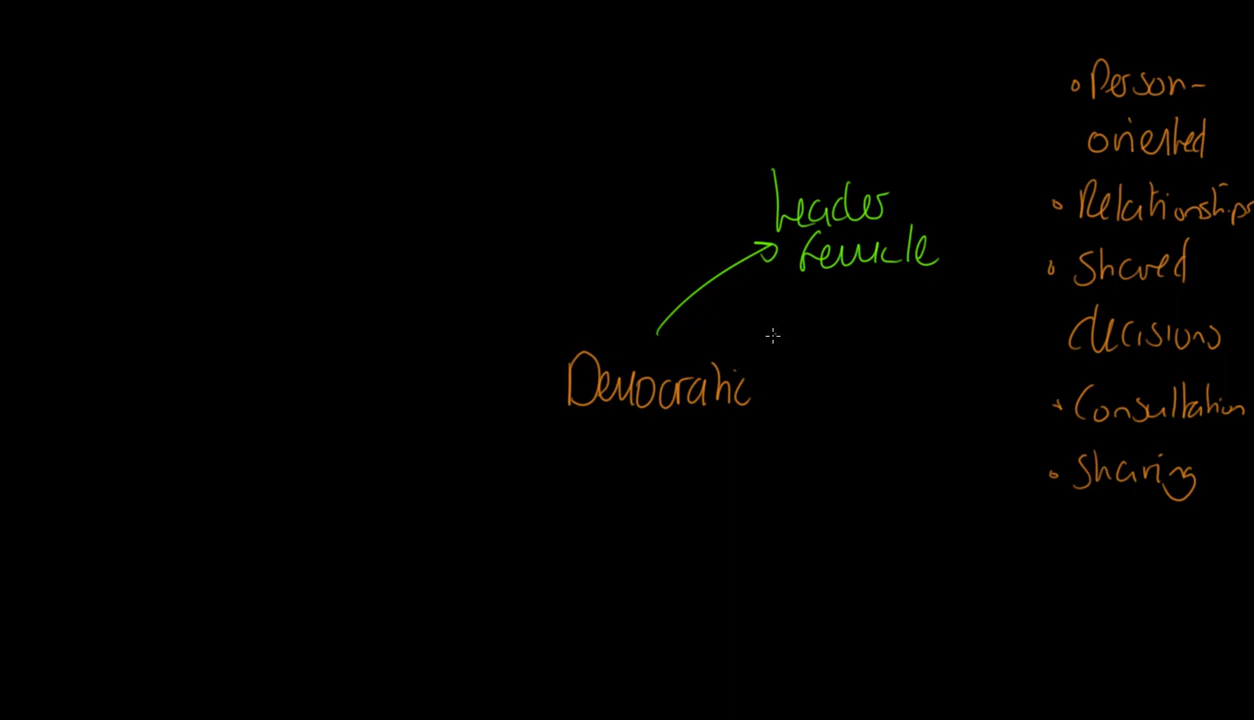 Leader
Female
Democratic
• Person-
oriented
• Relationships
• Shared
decisions
• Consultation
• Sharing